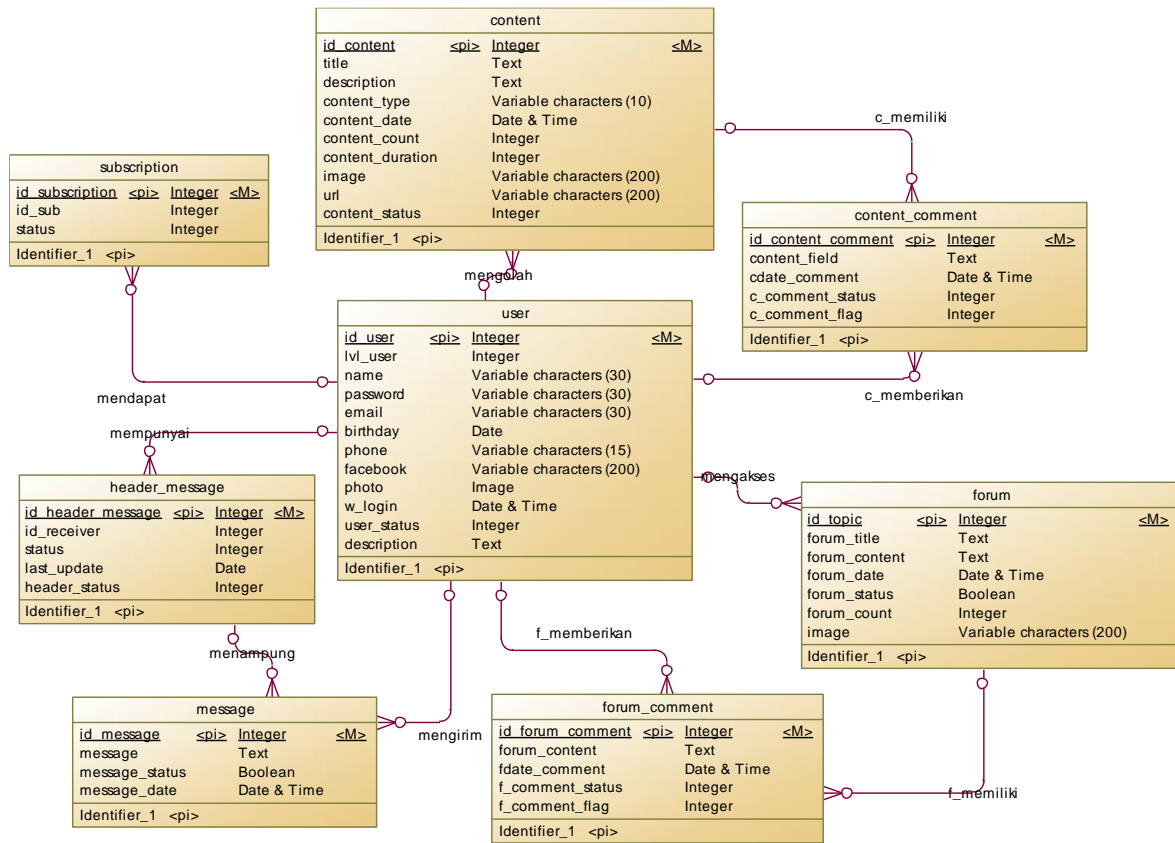 content
id_content <pi> Integer <M>
title Text
description Text
content_type Variable characters (10)
content_date Date & Time
content_count Integer
content_duration Integer
image Variable characters (200)
url Variable characters (200)
content_status Integer
Identifier_1 <pi>
c_memiliki
subscription
id_subscription <pi> Integer <M>
id_sub Integer
status Integer
Identifier_1 <pi>
content_comment
id_content_comment <pi> Integer <M>
content_field Text
cdate_comment Date & Time
c_comment_status Integer
c_comment_flag Integer
Identifier_1 <pi>
mengolah
user
id_user <pi> Integer <M>
lvl_user Integer
name Variable characters (30)
password Variable characters (30)
email Variable characters (30)
birthday Date
phone Variable characters (15)
facebook Variable characters (200)
photo Image
w_login Date & Time
user_status Integer
description Text
Identifier_1 <pi>
mendapat
c_memberikan
mempunyai
mengakses
header_message
id_header_message <pi> Integer <M>
id_receiver Integer
status Integer
last_update Date
header_status Integer
Identifier_1 <pi>
forum
id_topic <pi> Integer <M>
forum_title Text
forum_content Text
forum_date Date & Time
forum_status Boolean
forum_count Integer
image Variable characters (200)
Identifier_1 <pi>
menampung
f_memberikan
mengirim
message
id_message <pi> Integer <M>
message Text
message_status Boolean
message_date Date & Time
Identifier_1 <pi>
forum_comment
id_forum_comment <pi> Integer <M>
forum_content Text
fdate_comment Date & Time
f_comment_status Integer
f_comment_flag Integer
Identifier_1 <pi>
f_memiliki